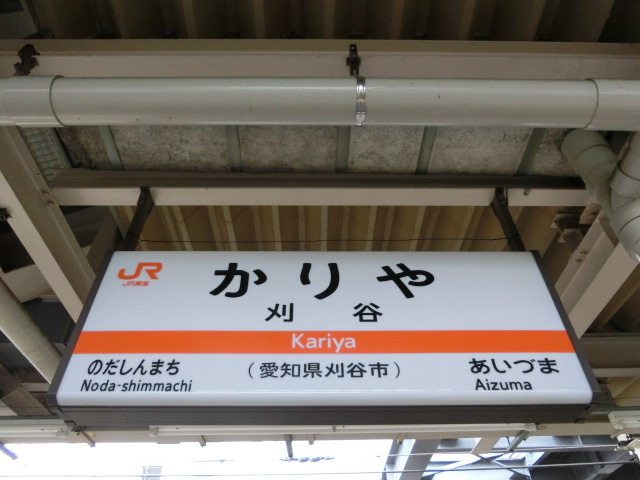 JR
JR東海
かりや
刈谷
Kariya
のだしんまち
Noda-shimmachi
（愛知県刈谷市）
あいづま
Aizuma